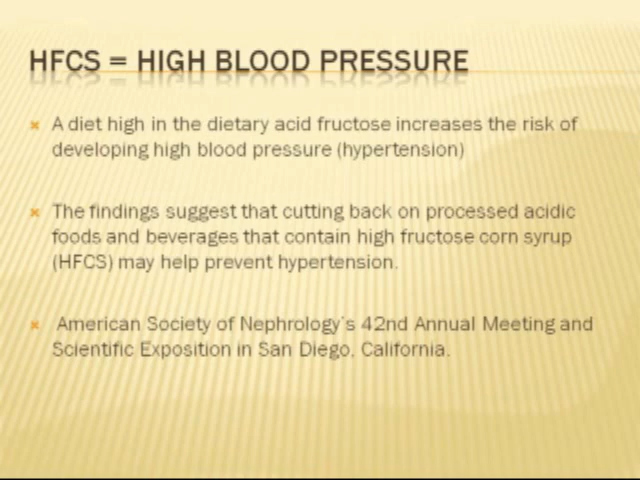 HFCS = HIGH BLOOD PRESSURE
A diet high in the dietary acid fructose increases the risk of
developing high blood pressure (hypertension)
The findings suggest that cutting back on processed acidic
foods and beverages that contain high fructose corn syrup
(HFCS) may help prevent hypertension.
American Society of Nephrology's 42nd Annual Meeting and
Scientific Exposition in San Diego, California.